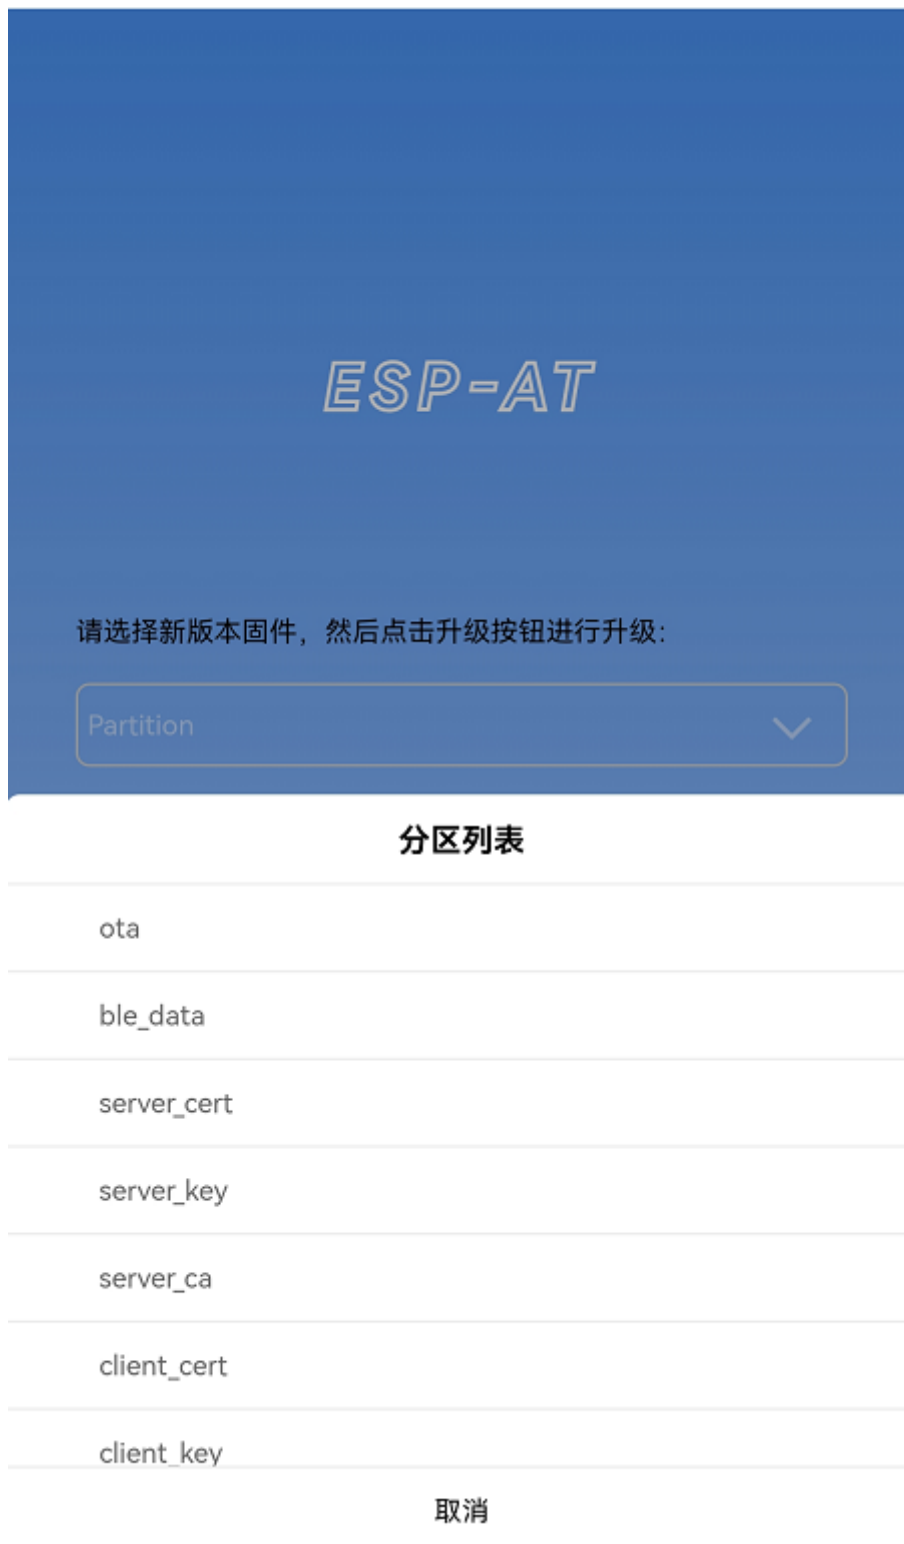 ESP-AT
请选择新版本固件，然后点击升级按钮进行升级：
Partition
分区列表
ota
ble_data
server_cert
server_key
server_ca
client_cert
client_key
取消